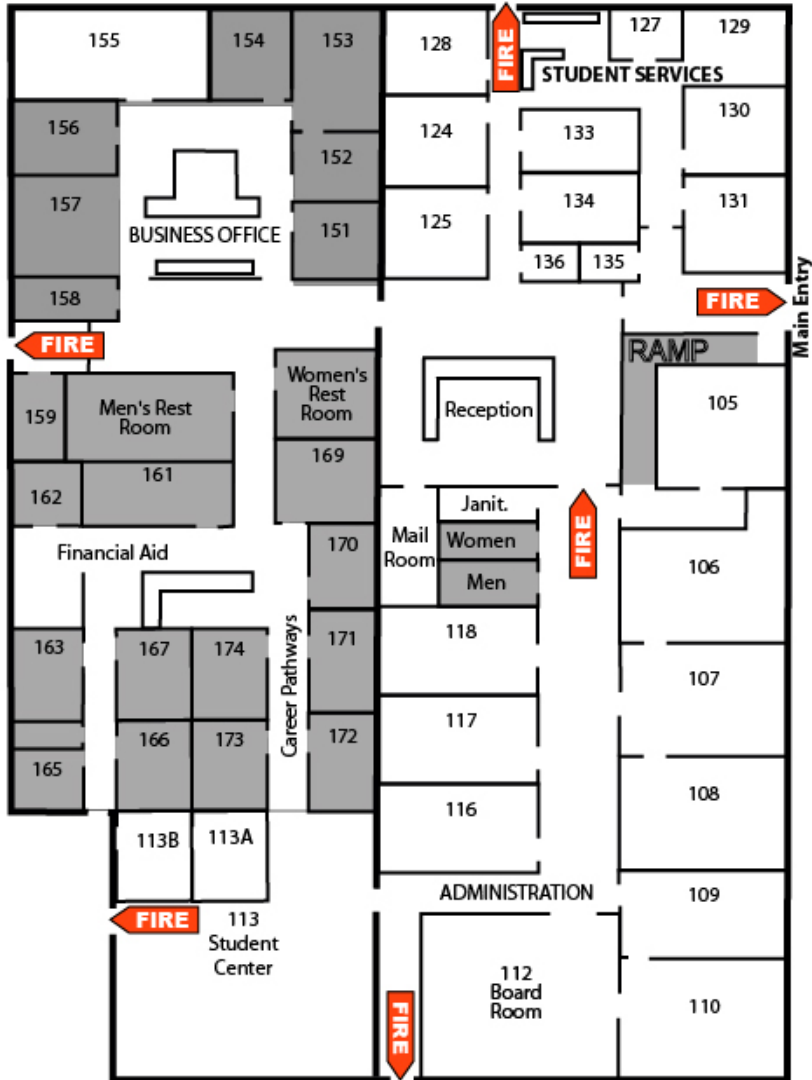 155
154
153
128
FIRE
127
129
STUDENT SERVICES
156
124
133
130
152
157
125
134
131
BUSINESS OFFICE
151
136
135
158
FIRE
FIRE
Main Entry
RAMP
159
Men's Rest
Room
Women's
Rest
Room
Reception
105
169
161
162
Janit.
Mail
Room
Women
FIRE
Financial Aid
170
Men
106
163
167
174
Career Pathways
171
118
107
166
173
172
117
165
108
113B
113A
116
ADMINISTRATION
109
FIRE
113
Student
Center
112
Board
Room
110
FIRE